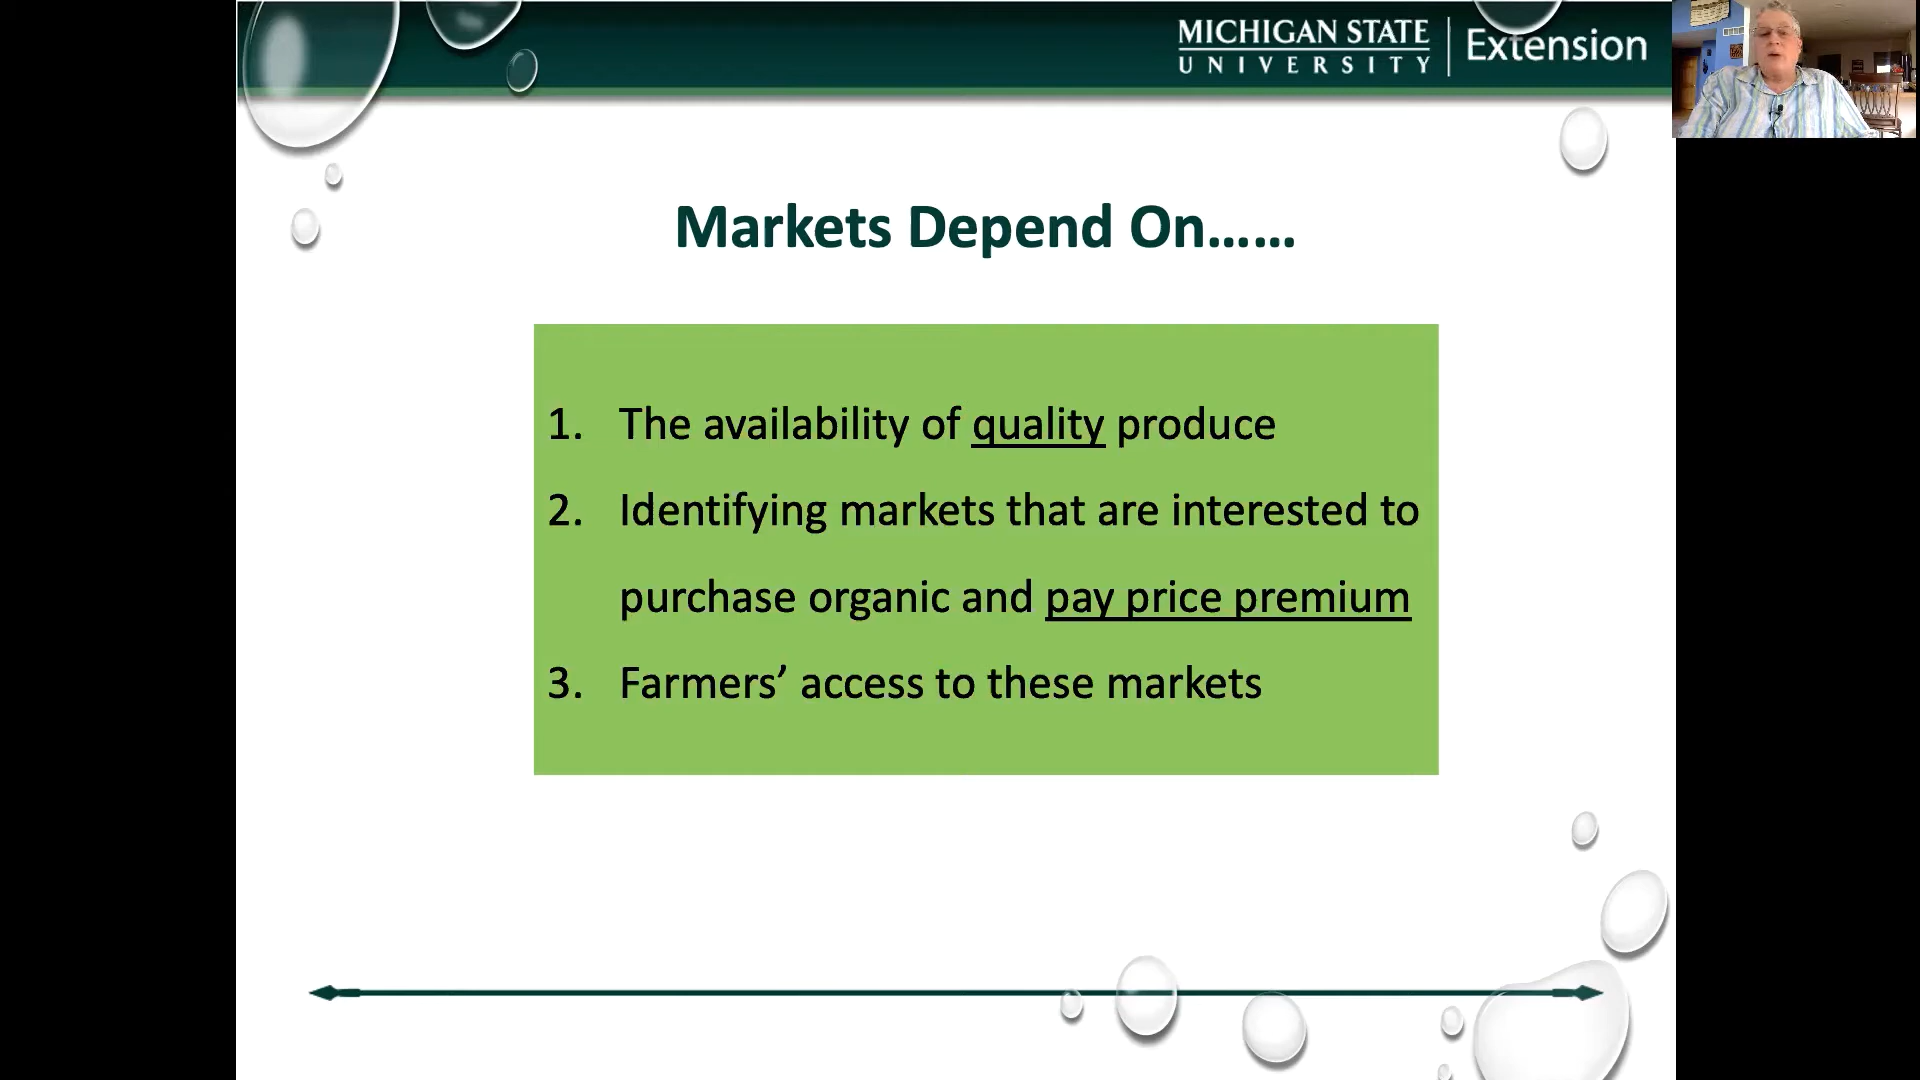 MICHIGAN STATE
UNIVERSITY
Extension
Markets Depend On……
1. The availability of quality produce
2. Identifying markets that are interested to
purchase organic and pay price premium
3. Farmers’ access to these markets